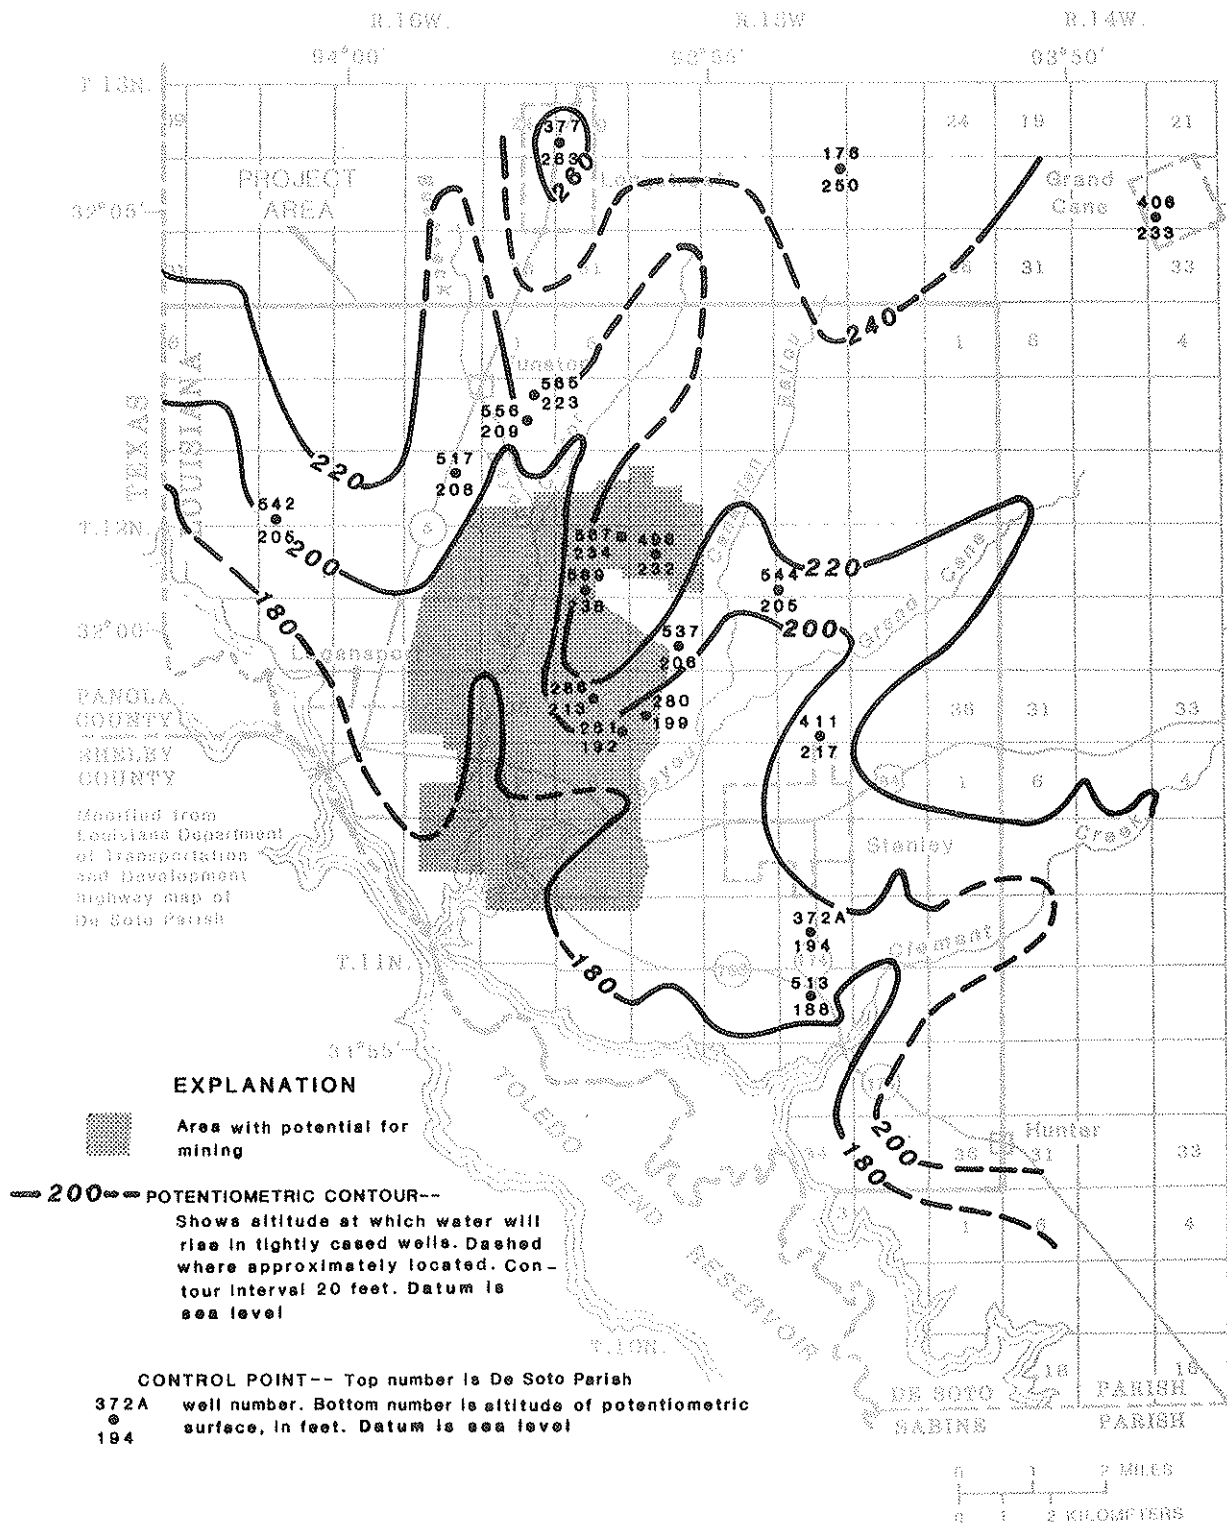 R.16W. R.15W R.14W.
94°00' 93°55' 93°50'
T 13N.
24 19 21
377
263
260
176
250
PROJECT
AREA
32°05'
Grand
Cane
406
233
31 33
240
1 6 4
565
223
556
209
TEXAS
LOUISIANA
220
517
208
542
205
T.12N.
200
6
567
234
498
232
569
238
220
544
205
180
200
32°00'
537
206
Grand Cane
Logansport
286
213
280
199
281
192
PANOLA
COUNTY
SHELBY
COUNTY
411
217
36 31 33
1 6 4
Bayou
Modified from
Louisiana Department
of Transportation
and Development
highway map of
De Soto Parish
Stanley
Creek
372A
194
Clement
T.11N.
180
513
188
31°55'
EXPLANATION
Area with potential for
mining
TOLEDO BEND RESERVOIR
200
180
Hunter
36 31 33
200 POTENTIOMETRIC CONTOUR--
Shows altitude at which water will
rise in tightly cased wells. Dashed
where approximately located. Con-
tour interval 20 feet. Datum is
sea level
1 6 4
T.10N.
CONTROL POINT-- Top number is De Soto Parish
372A well number. Bottom number is altitude of potentiometric
194 surface, in feet. Datum is sea level
18 16
DE SOTO PARISH
SABINE PARISH
0 1 2 MILES
0 1 2 KILOMETERS